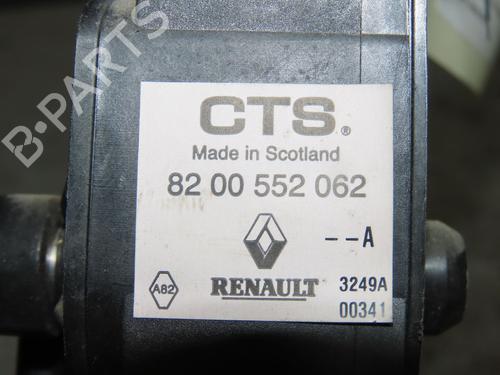 B-PARTS
CTS®
Made in Scotland
82 00 552 062
--A
A82
RENAULT
3249A
00341